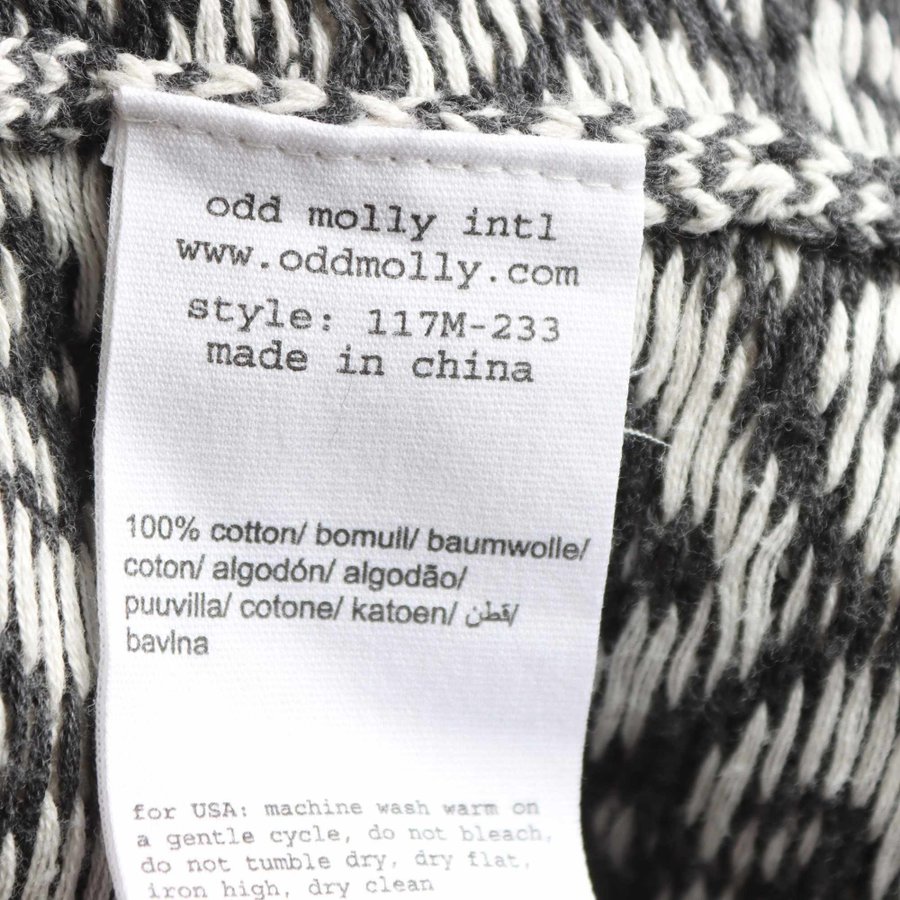 odd molly intl
www.oddmolly.com
style: 117M-233
made in china
100% cotton/ bomull/ baumwolle/
coton/ algodón/ algodão/
puuvilla/ cotone/ katoen/ قطن/
bavlna
for USA: machine wash warm on
a gentle cycle, do not bleach,
do not tumble dry, dry flat,
iron high, dry clean